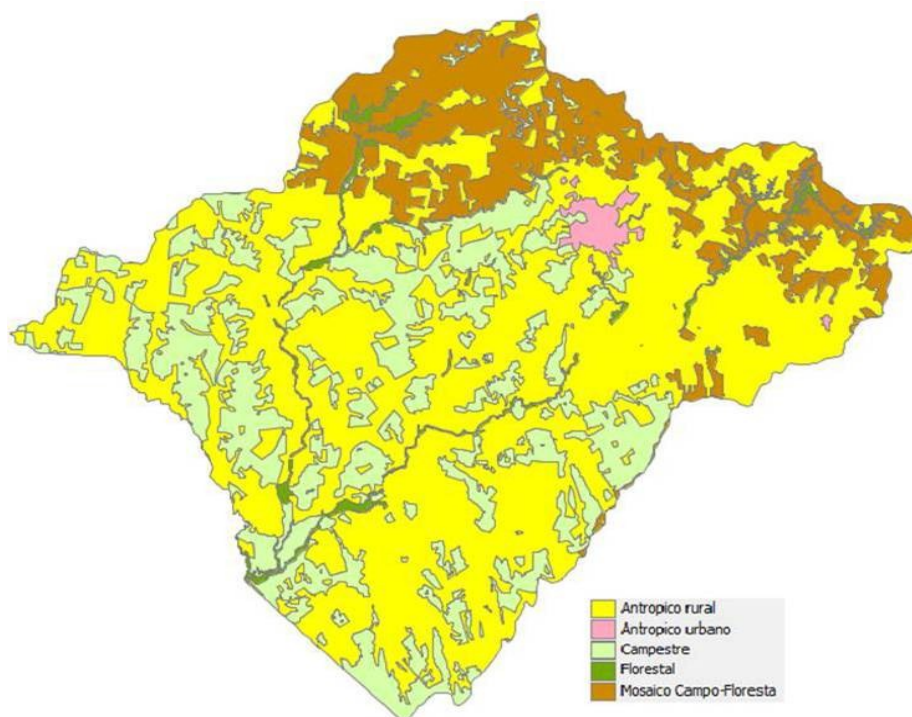 Antropico rural
Antropico urbano
Campestre
Florestal
Mosaico Campo-Floresta